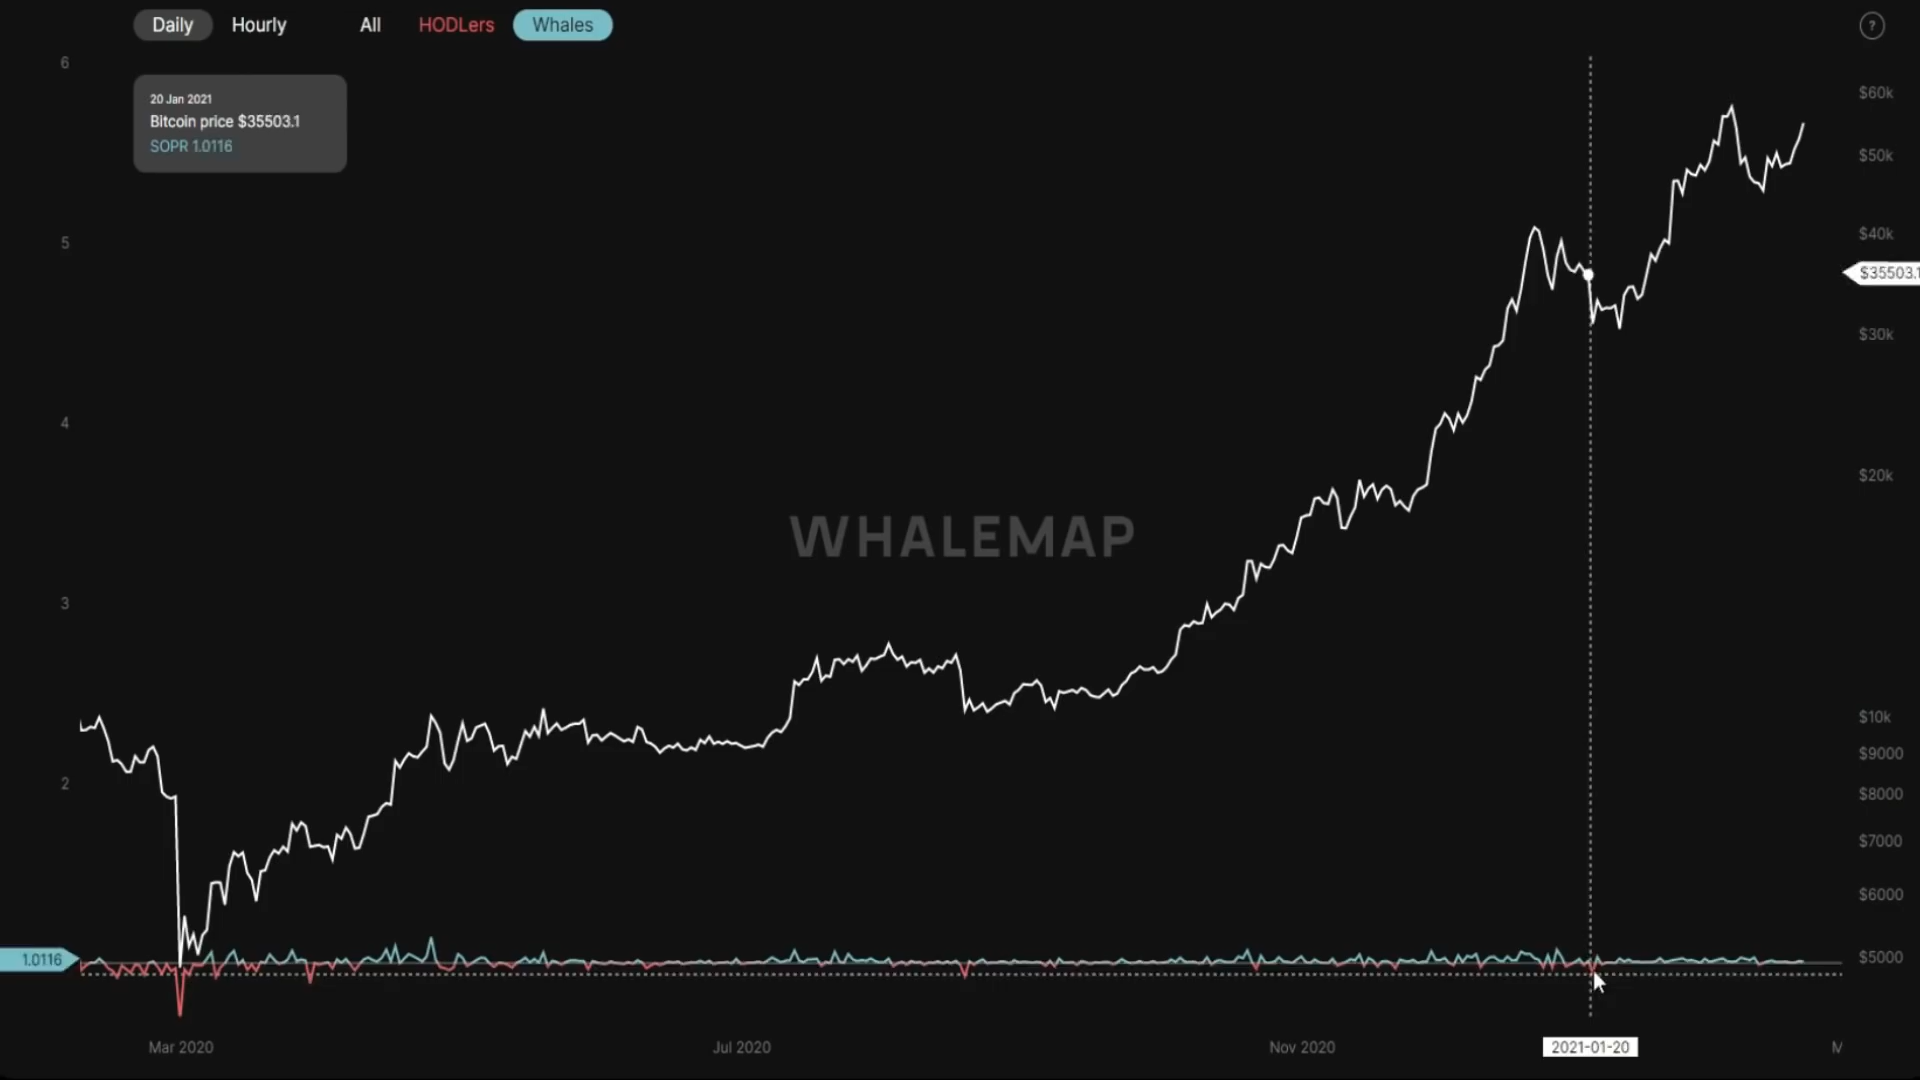 Daily Hourly All HODLers Whales ?
20 Jan 2021
Bitcoin price $35503.1
SOPR 1.0116
6
5
4
3
2
1.0116
WHALEMAP
$60k
$50k
$40k
$35503.1
$30k
$20k
$10k
$9000
$8000
$7000
$6000
$5000
Mar 2020 Jul 2020 Nov 2020 2021-01-20 M